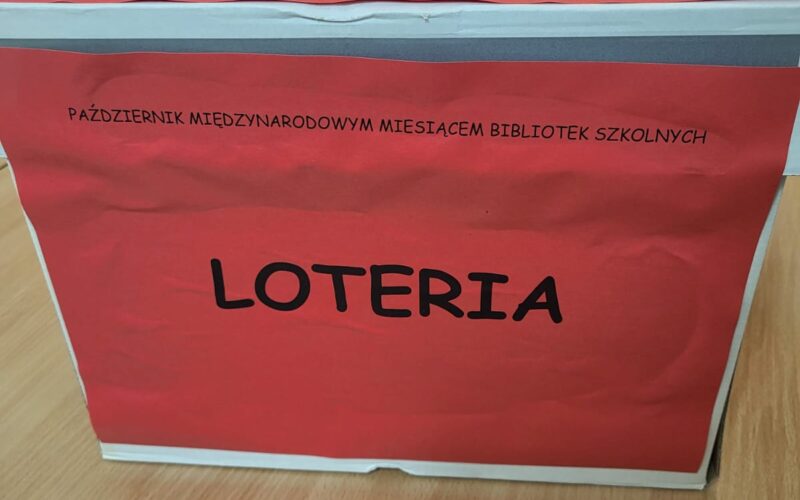 PAŹDZIERNIK MIĘDZYNARODOWYM MIESIĄCEM BIBLIOTEK SZKOLNYCH
LOTERIA